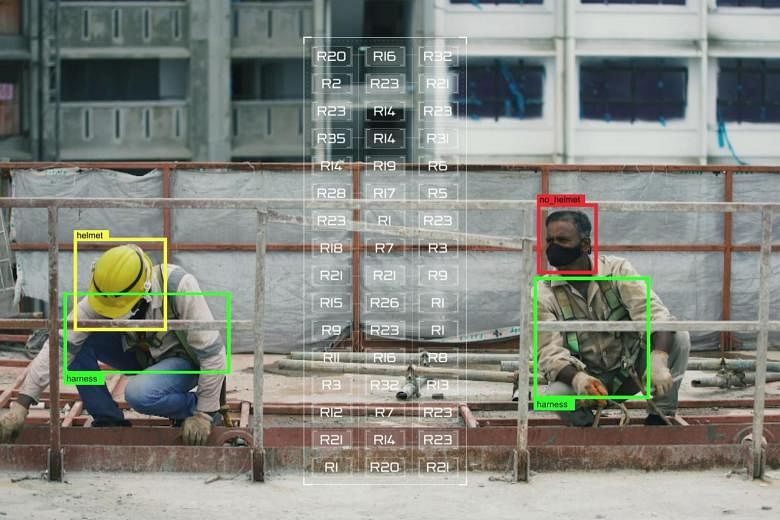 R20 R16 R32
R2 R23 R21
R23 R14 R23
R35 R14 R31
R14 R19 R6
R28 R17 R5
no_helmet
R23 R1 R23
helmet
R18 R7 R3
R21 R21 R9
R15 R26 R1
R9 R23 R1
R11 R16 R8
harness
R3 R32 R13
harness
R12 R7 R23
R21 R14 R23
R1 R20 R21